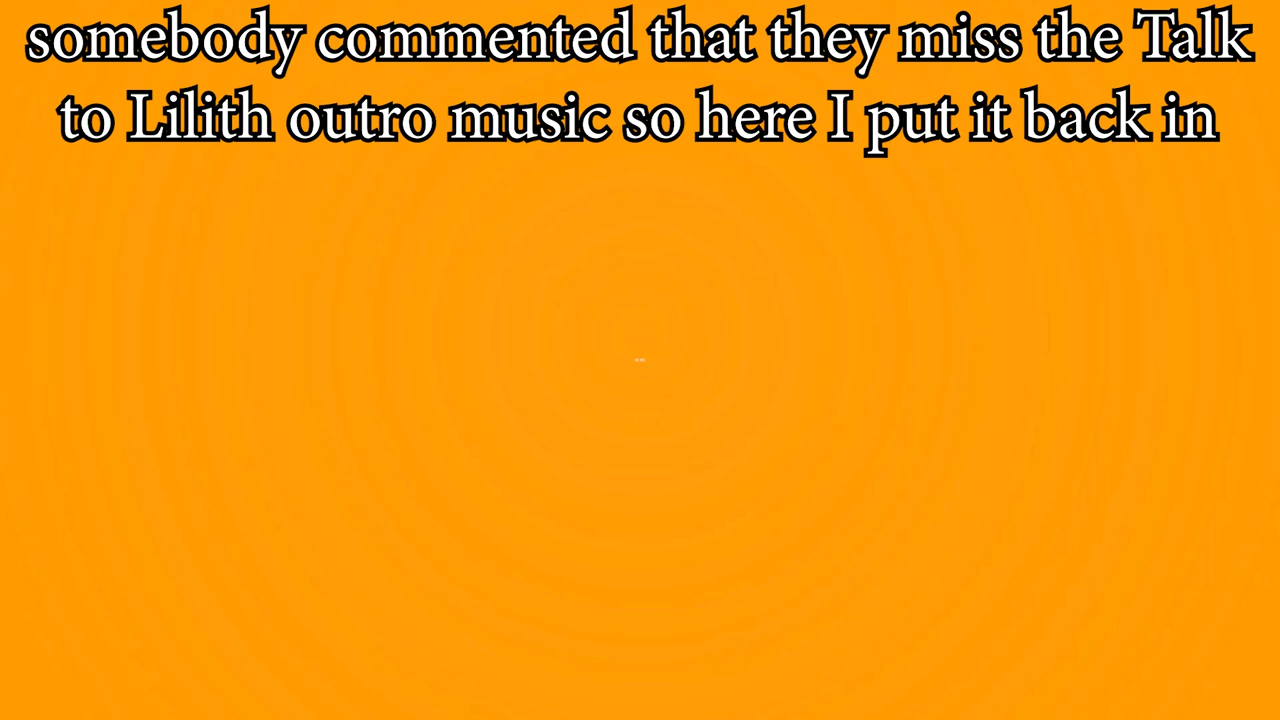 somebody commented that they miss the Talk
to Lilith outro music so here I put it back in